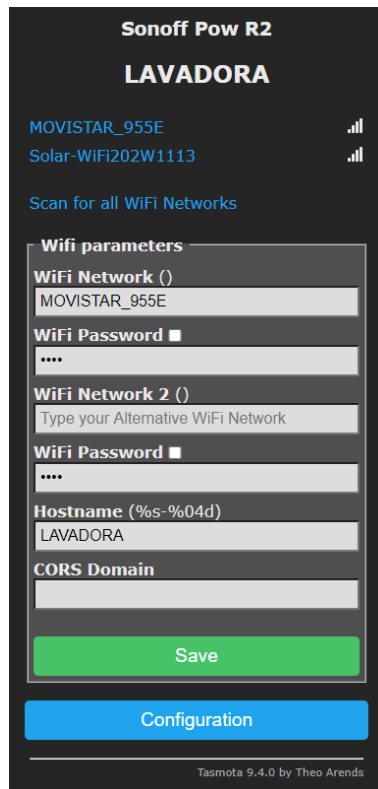 Sonoff Pow R2
LAVADORA
MOVISTAR_955E
Solar-WiFi202W1113
Scan for all WiFi Networks
Wifi parameters
WiFi Network ()
MOVISTAR_955E
WiFi Password
••••
WiFi Network 2 ()
Type your Alternative WiFi Network
WiFi Password
••••
Hostname (%s-%04d)
LAVADORA
CORS Domain
Save
Configuration
Tasmota 9.4.0 by Theo Arends